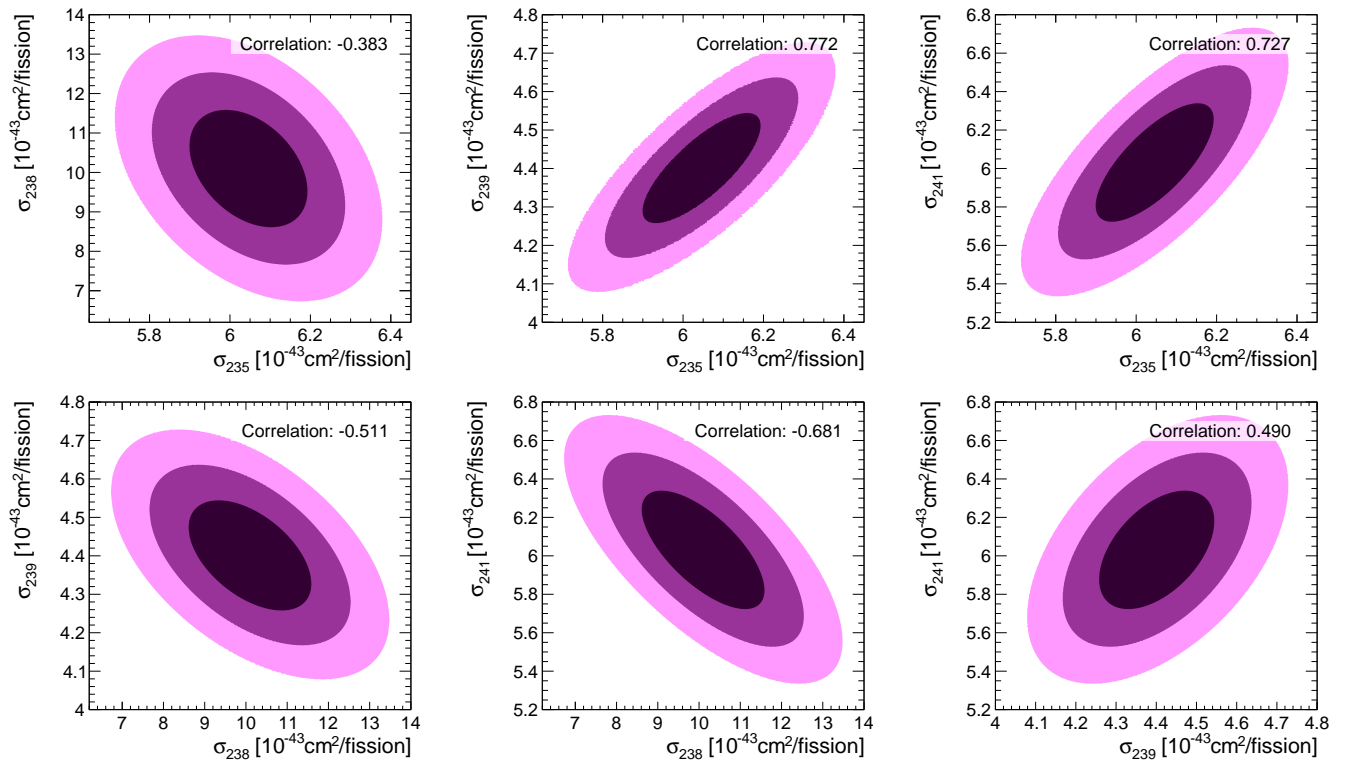 σ238 [10-43cm2/fission]
14
13
12
11
10
9
8
7
Correlation: -0.383
5.8 6 6.2 6.4
σ235 [10-43cm2/fission]
σ239 [10-43cm2/fission]
4.8
4.7
4.6
4.5
4.4
4.3
4.2
4.1
4
Correlation: 0.772
5.8 6 6.2 6.4
σ235 [10-43cm2/fission]
σ241 [10-43cm2/fission]
6.8
6.6
6.4
6.2
6
5.8
5.6
5.4
5.2
Correlation: 0.727
5.8 6 6.2 6.4
σ235 [10-43cm2/fission]
σ239 [10-43cm2/fission]
4.8
4.7
4.6
4.5
4.4
4.3
4.2
4.1
4
Correlation: -0.511
7 8 9 10 11 12 13 14
σ238 [10-43cm2/fission]
σ241 [10-43cm2/fission]
6.8
6.6
6.4
6.2
6
5.8
5.6
5.4
5.2
Correlation: -0.681
7 8 9 10 11 12 13 14
σ238 [10-43cm2/fission]
σ241 [10-43cm2/fission]
6.8
6.6
6.4
6.2
6
5.8
5.6
5.4
5.2
Correlation: 0.490
4 4.1 4.2 4.3 4.4 4.5 4.6 4.7 4.8
σ239 [10-43cm2/fission]